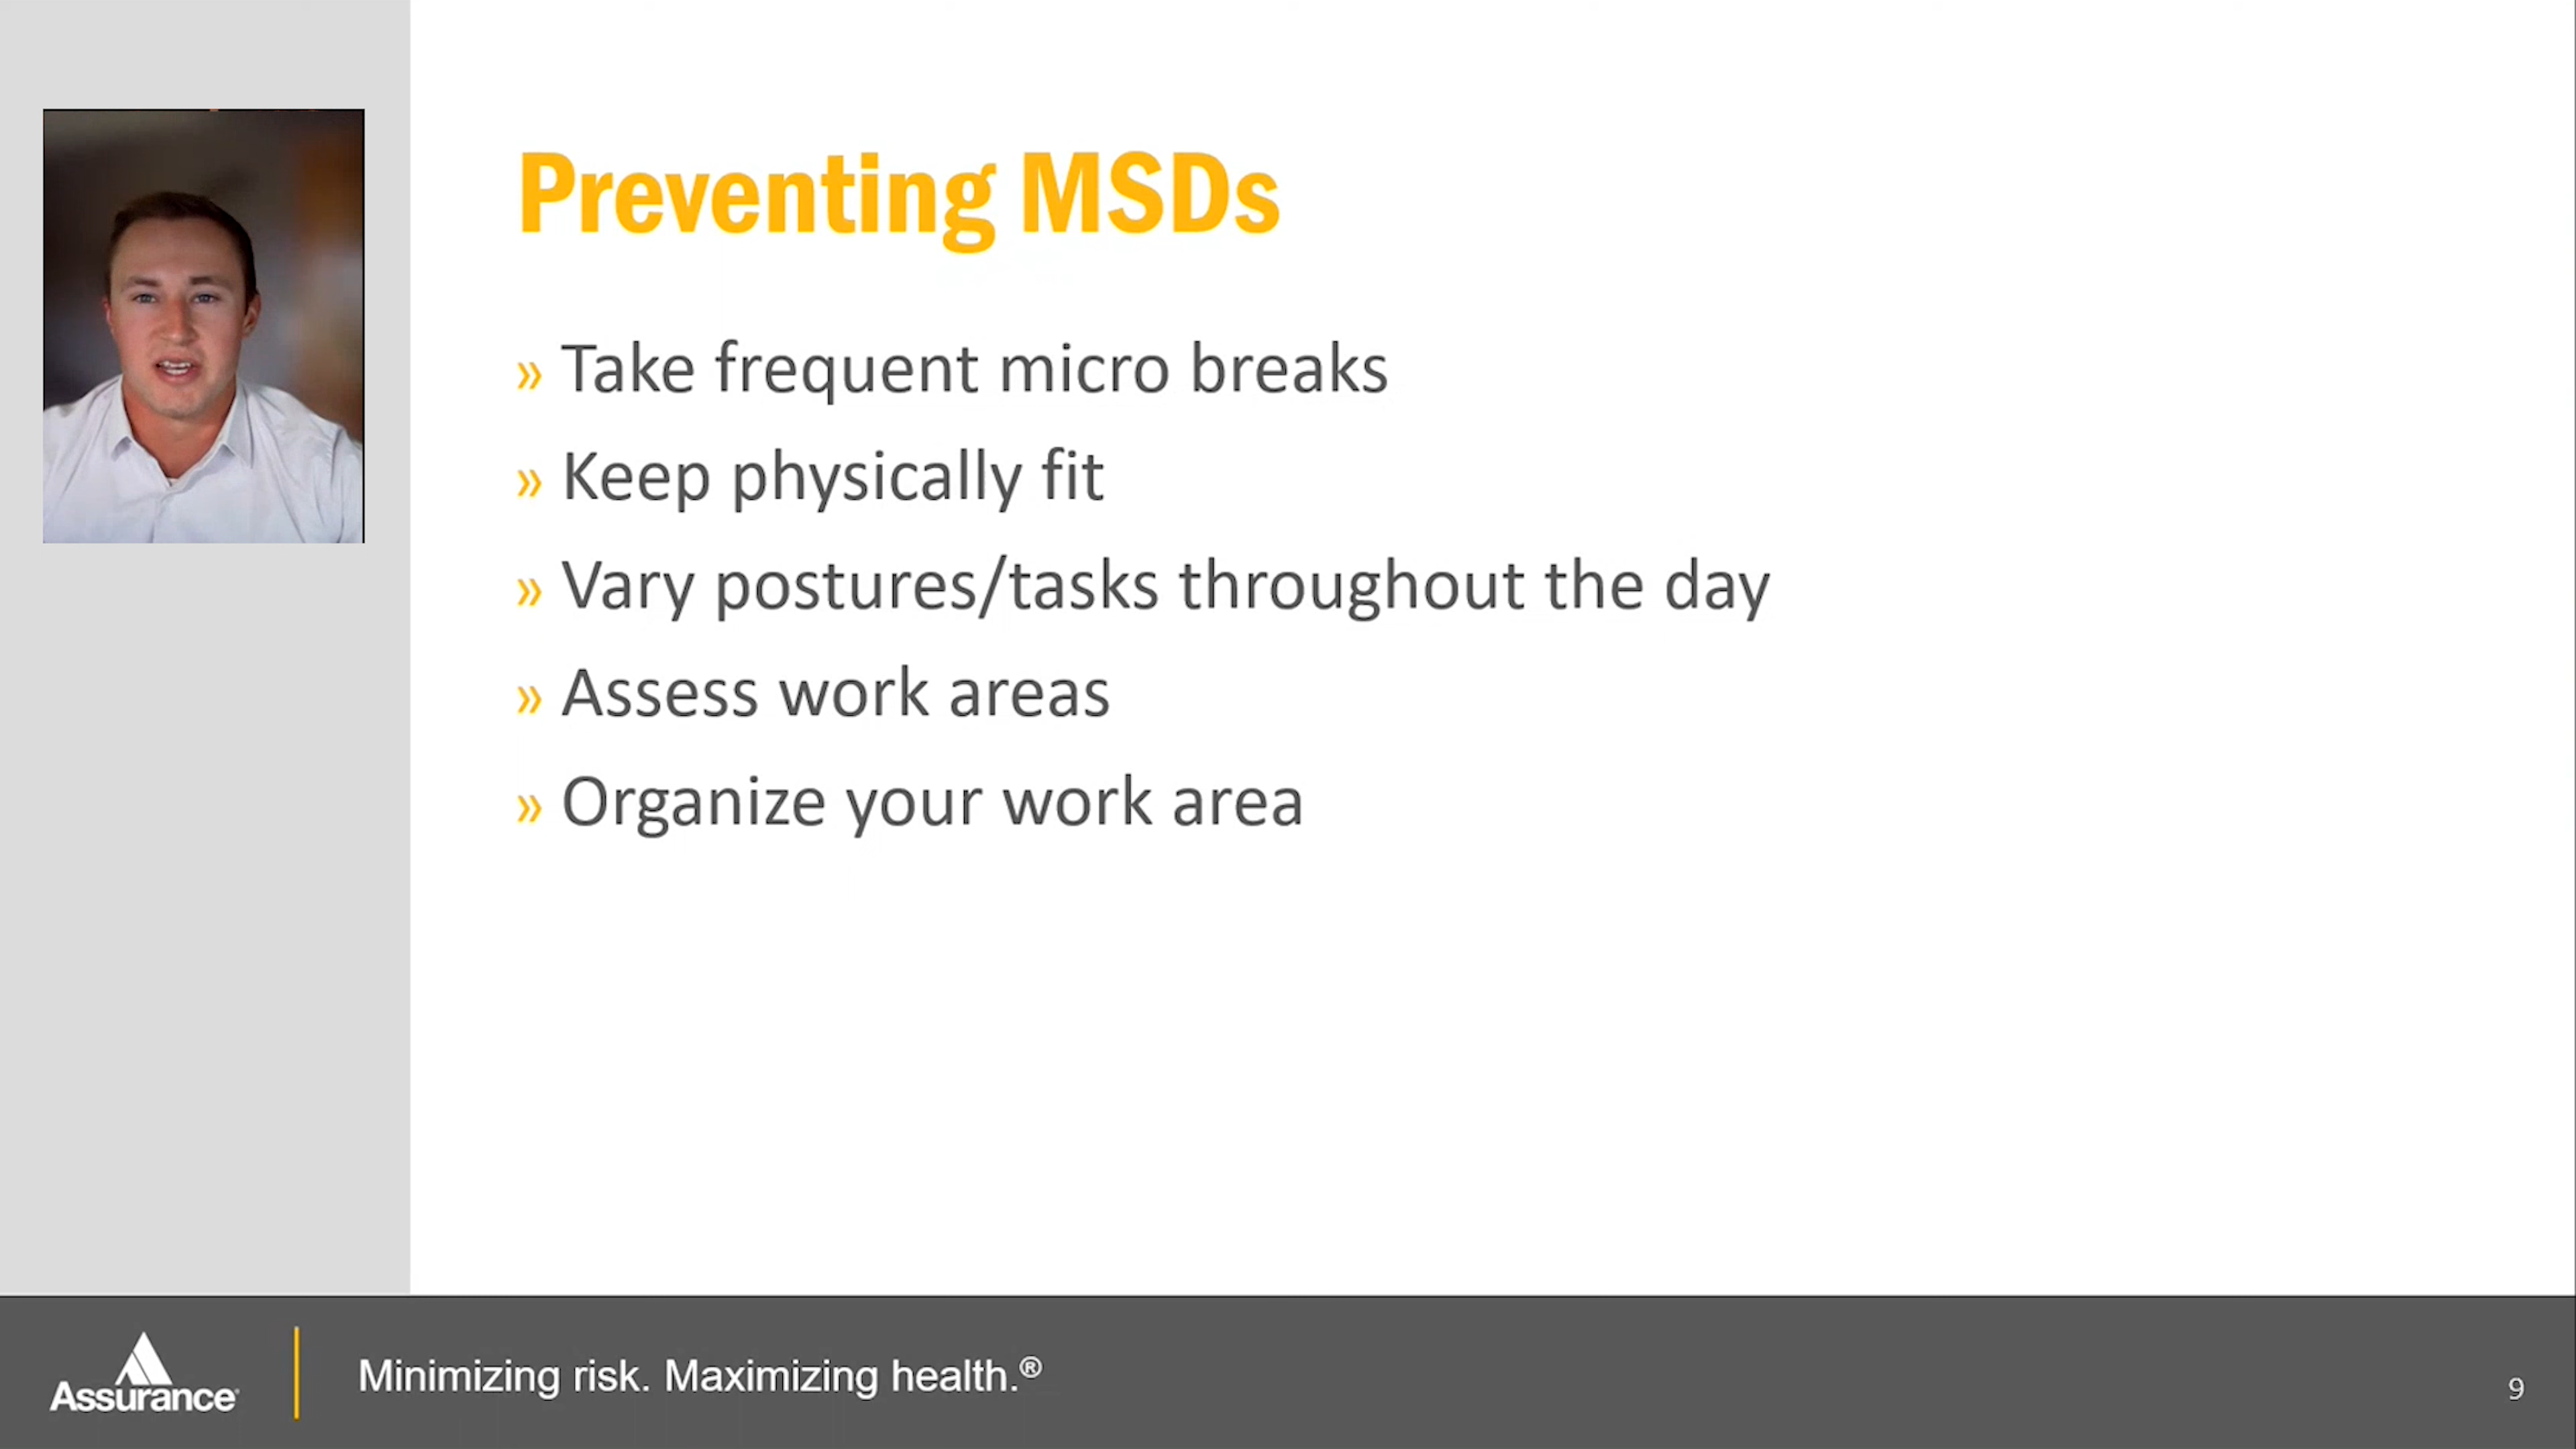 Preventing MSDs
» Take frequent micro breaks
» Keep physically fit
» Vary postures/tasks throughout the day
» Assess work areas
» Organize your work area
Assurance
Minimizing risk. Maximizing health.®
9